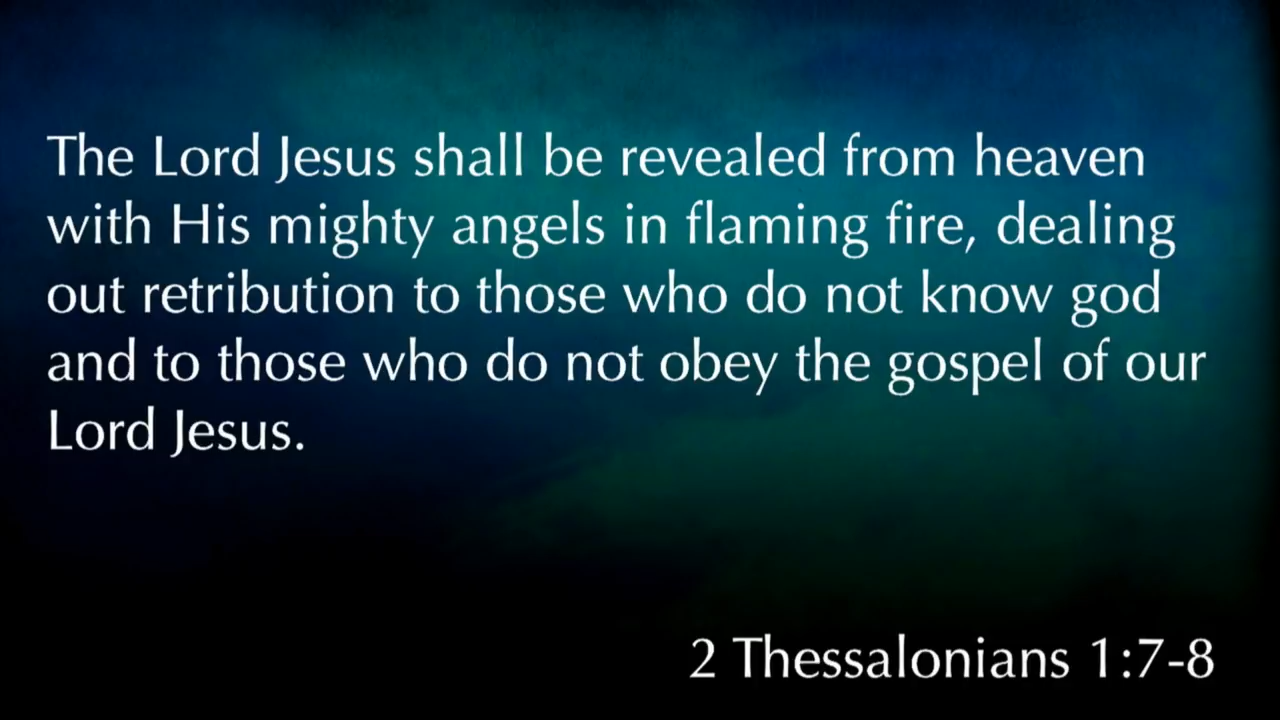 The Lord Jesus shall be revealed from heaven
with His mighty angels in flaming fire, dealing
out retribution to those who do not know god
and to those who do not obey the gospel of our
Lord Jesus.
2 Thessalonians 1:7-8